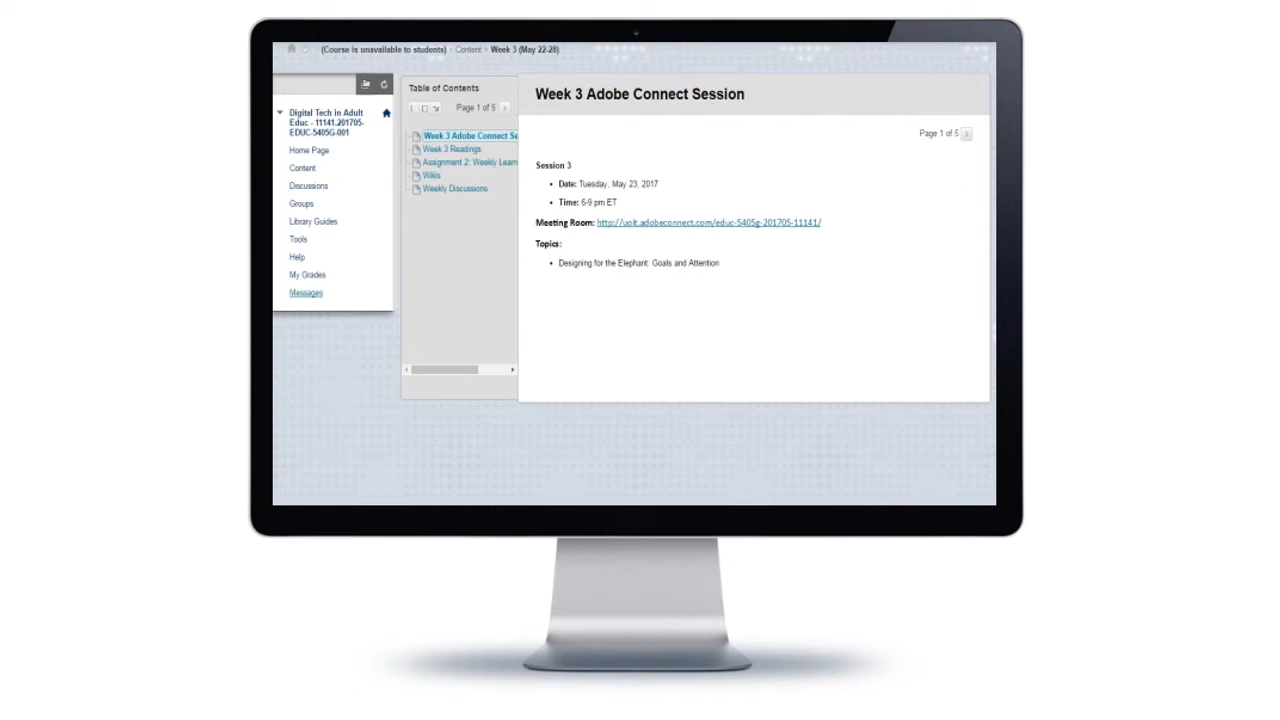 (Course is unavailable to students) › Content › Week 3 (May 22-28)
Digital Tech in Adult
Educ - 11141.201705-
EDUC-5405G-001
Home Page
Content
Discussions
Groups
Library Guides
Tools
Help
My Grades
Messages
Table of Contents
Page 1 of 5
Week 3 Adobe Connect Se
Week 3 Readings
Assignment 2: Weekly Learn
Wikis
Weekly Discussions
Week 3 Adobe Connect Session
Page 1 of 5
Session 3
• Date: Tuesday, May 23, 2017
• Time: 6-9 pm ET
Meeting Room: http://uoit.adobeconnect.com/educ-5405g-201705-11141/
Topics:
• Designing for the Elephant: Goals and Attention